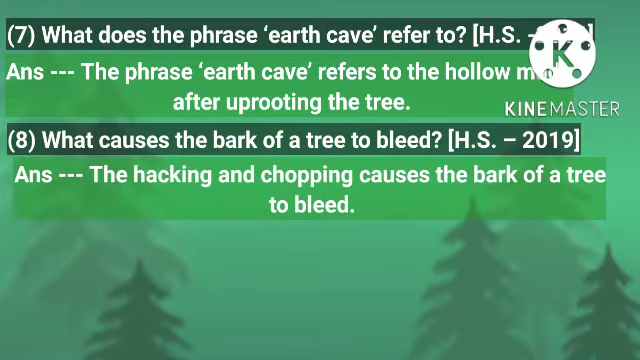 (7) What does the phrase ‘earth cave’ refer to? [H.S. –
Ans --- The phrase ‘earth cave’ refers to the hollow
after uprooting the tree.
KINEMASTER
(8) What causes the bark of a tree to bleed? [H.S. – 2019]
Ans --- The hacking and chopping causes the bark of a tree
to bleed.